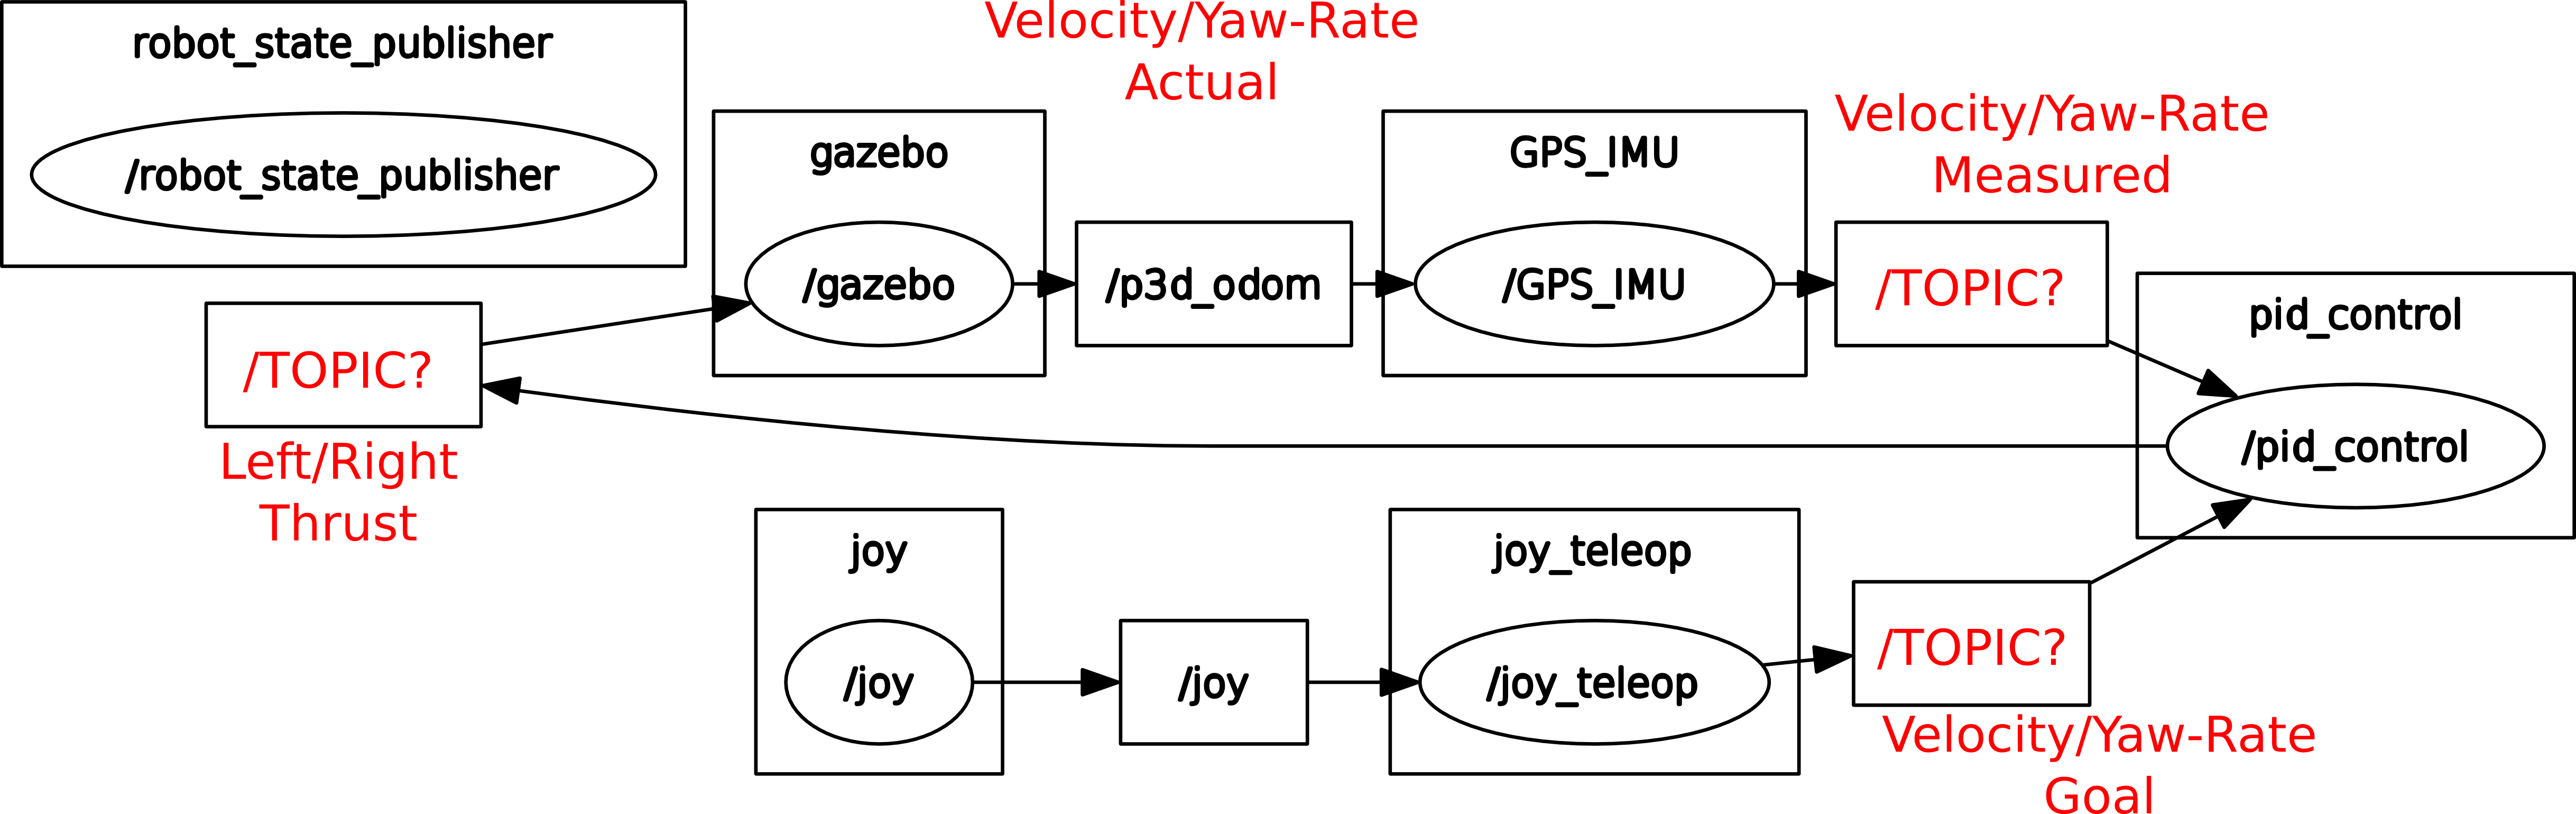 robot_state_publisher
/robot_state_publisher
Velocity/Yaw-Rate
Actual
gazebo
/gazebo
/p3d_odom
GPS_IMU
/GPS_IMU
Velocity/Yaw-Rate
Measured
/TOPIC?
pid_control
/pid_control
/TOPIC?
Left/Right
Thrust
joy
/joy
/joy
joy_teleop
/joy_teleop
/TOPIC?
Velocity/Yaw-Rate
Goal